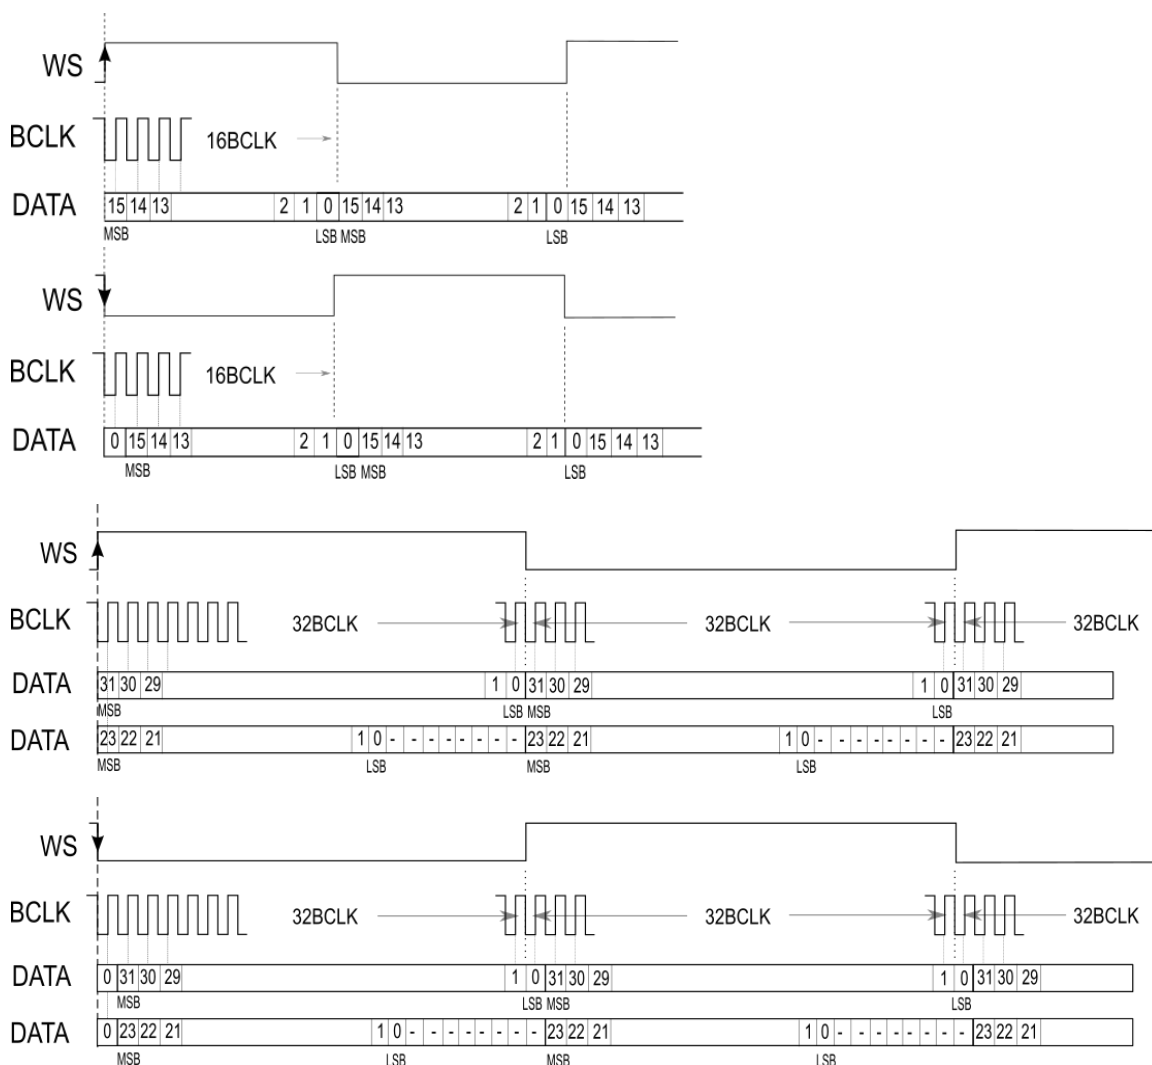 WS
BCLK 16BCLK
DATA 15 14 13 2 1 0 15 14 13 2 1 0 15 14 13
MSB LSB MSB LSB
WS
BCLK 16BCLK
DATA 0 15 14 13 2 1 0 15 14 13 2 1 0 15 14 13
MSB LSB MSB LSB
WS
BCLK 32BCLK 32BCLK 32BCLK
DATA 31 30 29 1 0 31 30 29 1 0 31 30 29
MSB LSB MSB LSB
DATA 23 22 21 1 0 - - - - - - - - 23 22 21 1 0 - - - - - - - - 23 22 21
MSB LSB MSB LSB
WS
BCLK 32BCLK 32BCLK 32BCLK
DATA 0 31 30 29 1 0 31 30 29 1 0 31 30 29
MSB LSB MSB LSB
DATA 0 23 22 21 1 0 - - - - - - - - 23 22 21 1 0 - - - - - - - - 23 22 21
MSB LSB MSB LSB